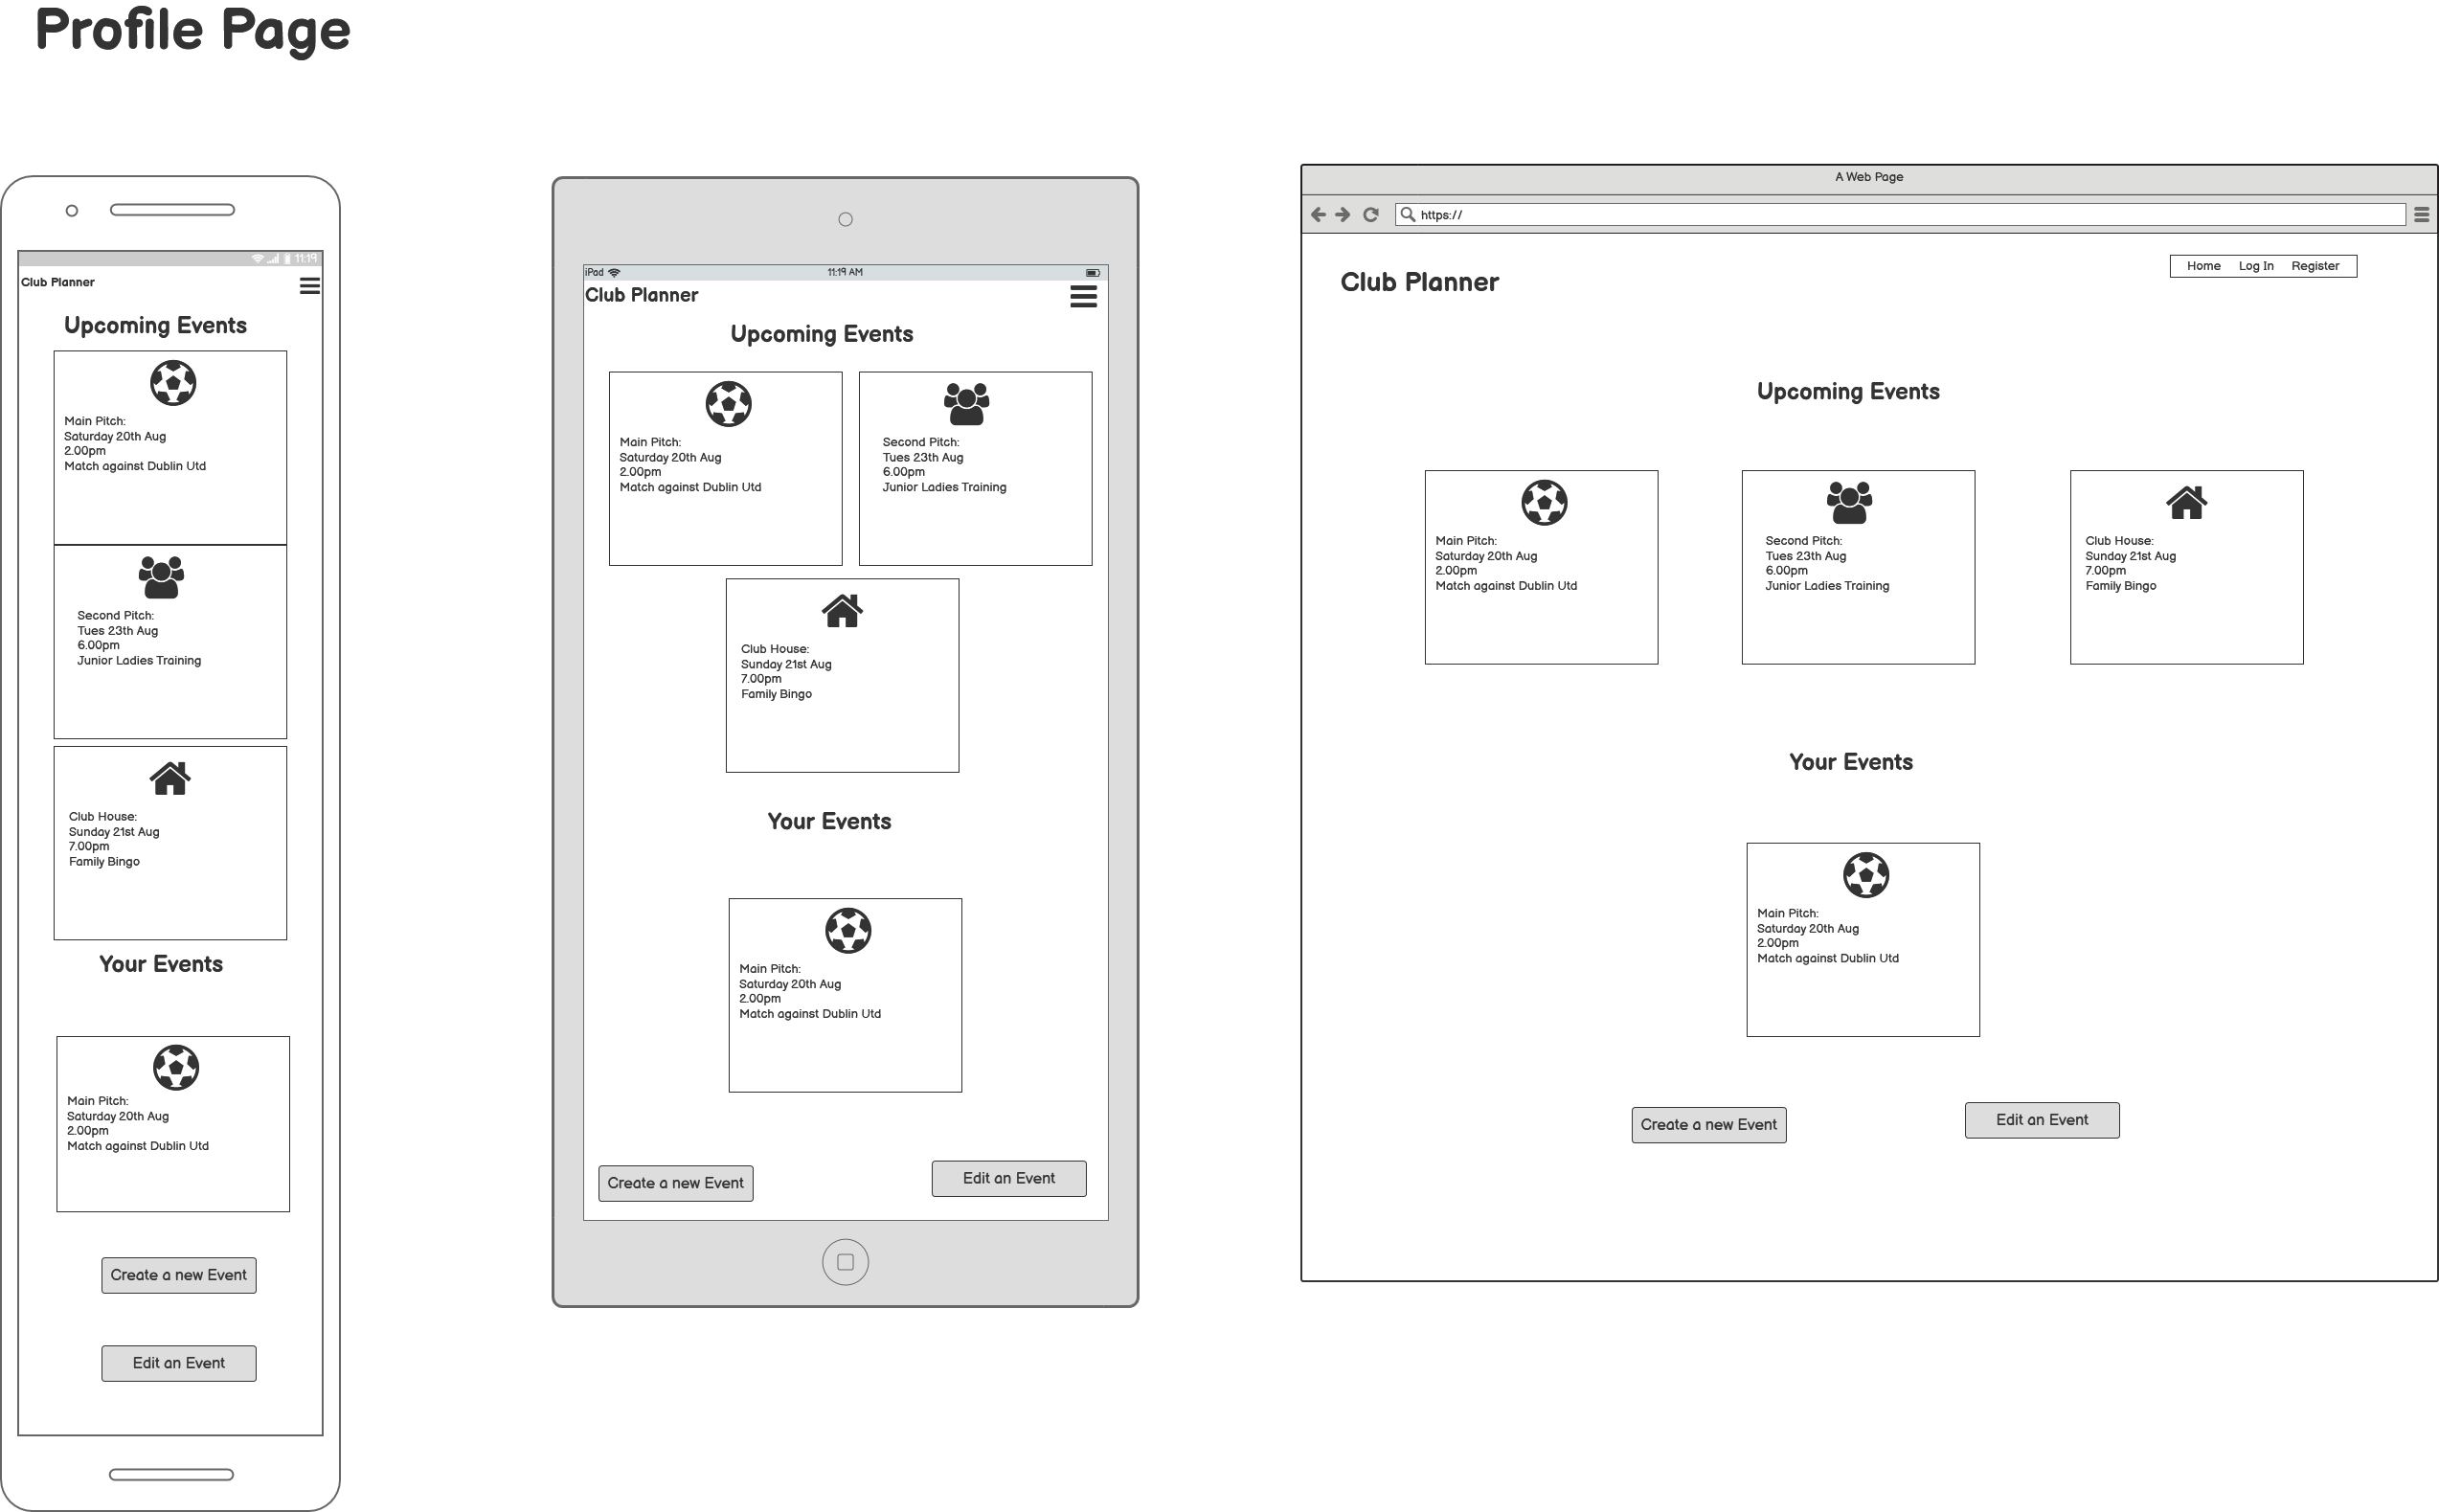 Profile Page
11:19
Club Planner
Upcoming Events
Main Pitch:
Saturday 20th Aug
2.00pm
Match against Dublin Utd
Second Pitch:
Tues 23th Aug
6.00pm
Junior Ladies Training
Club House:
Sunday 21st Aug
7.00pm
Family Bingo
Your Events
Main Pitch:
Saturday 20th Aug
2.00pm
Match against Dublin Utd
Create a new Event
Edit an Event
iPad 11:19 AM
Club Planner
Upcoming Events
Main Pitch:
Saturday 20th Aug
2.00pm
Match against Dublin Utd
Second Pitch:
Tues 23th Aug
6.00pm
Junior Ladies Training
Club House:
Sunday 21st Aug
7.00pm
Family Bingo
Your Events
Main Pitch:
Saturday 20th Aug
2.00pm
Match against Dublin Utd
Create a new Event
Edit an Event
A Web Page
https://
Home Log In Register
Club Planner
Upcoming Events
Main Pitch:
Saturday 20th Aug
2.00pm
Match against Dublin Utd
Second Pitch:
Tues 23th Aug
6.00pm
Junior Ladies Training
Club House:
Sunday 21st Aug
7.00pm
Family Bingo
Your Events
Main Pitch:
Saturday 20th Aug
2.00pm
Match against Dublin Utd
Create a new Event
Edit an Event